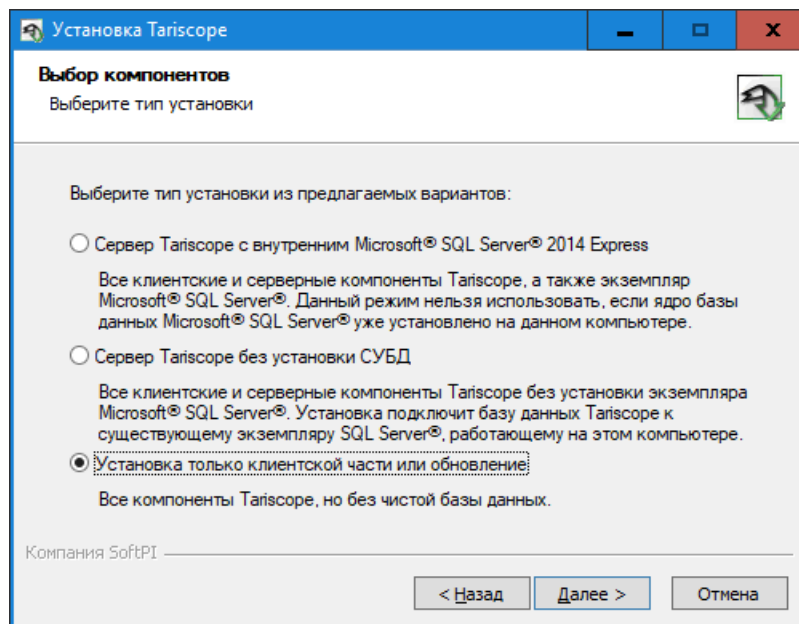 Установка Tariscope
Выбор компонентов
Выберите тип установки
Выберите тип установки из предлагаемых вариантов:
Сервер Tariscope с внутренним Microsoft® SQL Server® 2014 Express
Все клиентские и серверные компоненты Tariscope, а также экземпляр
Microsoft® SQL Server®. Данный режим нельзя использовать, если ядро базы
данных Microsoft® SQL Server® уже установлено на данном компьютере.
Сервер Tariscope без установки СУБД
Все клиентские и серверные компоненты Tariscope без установки экземпляра
Microsoft® SQL Server®. Установка подключит базу данных Tariscope к
существующему экземпляру SQL Server®, работающему на этом компьютере.
Установка только клиентской части или обновление
Все компоненты Tariscope, но без чистой базы данных.
Компания SoftPI
< Назад Далее > Отмена